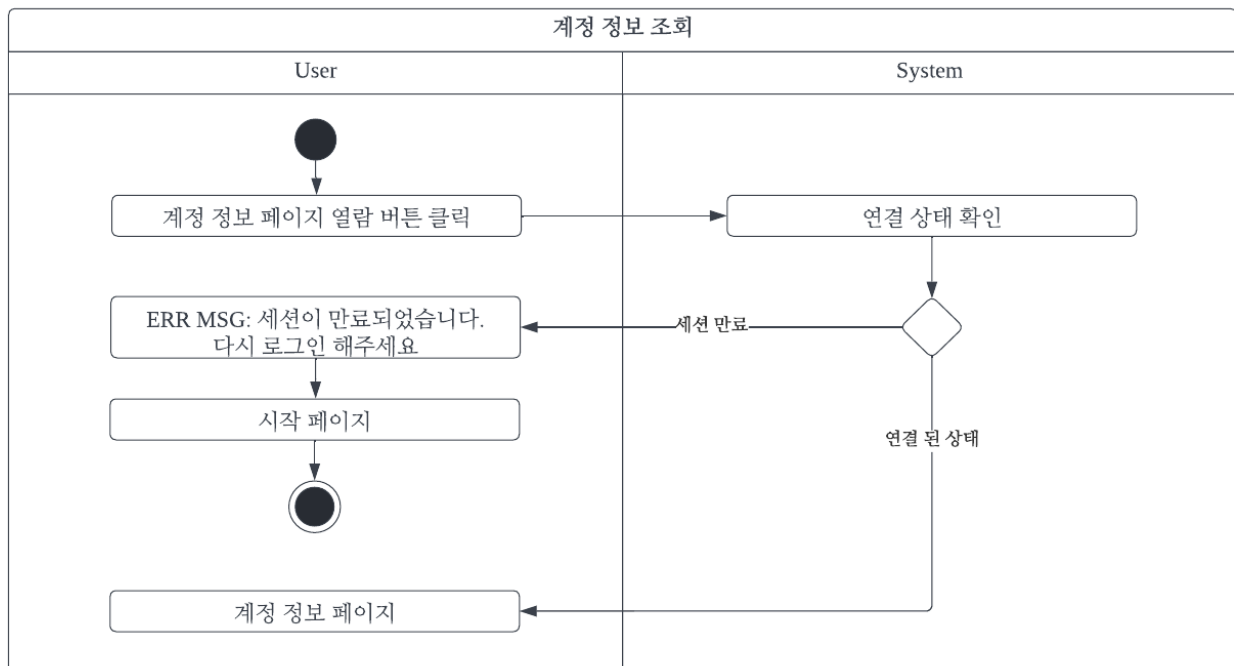 계정 정보 조회
User
System
계정 정보 페이지 열람 버튼 클릭
연결 상태 확인
ERR MSG: 세션이 만료되었습니다.
다시 로그인 해주세요
세션 만료
시작 페이지
연결 된 상태
계정 정보 페이지